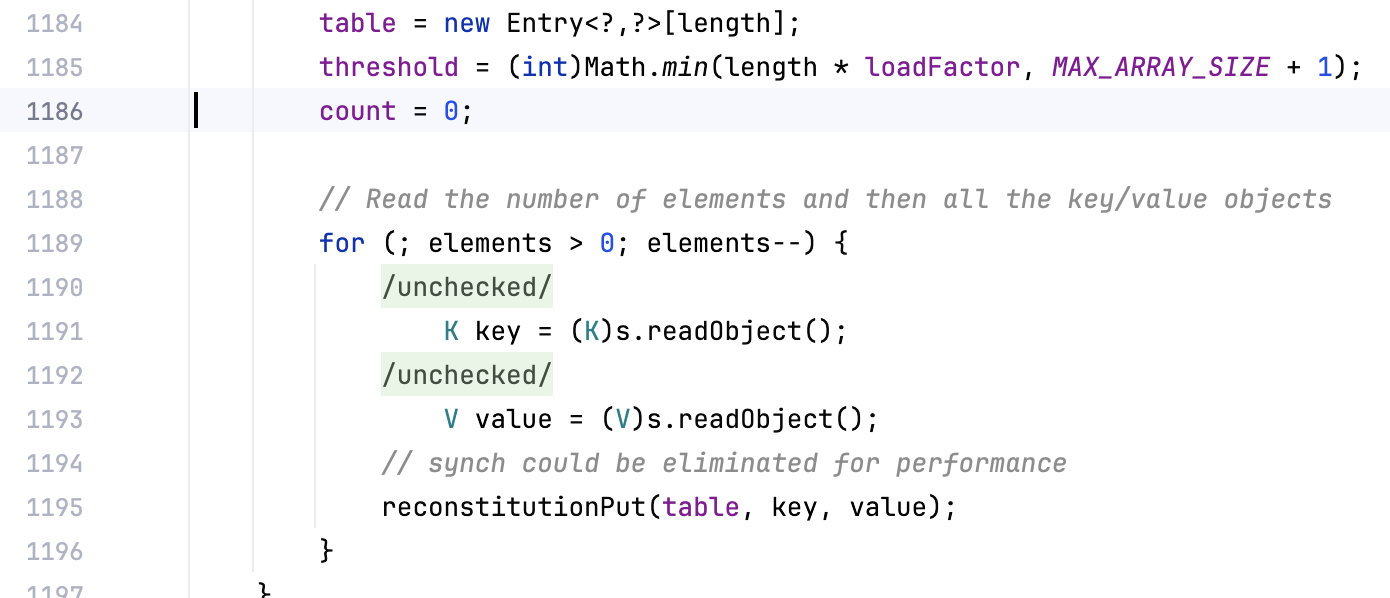 1184 table = new Entry<?,?>[length];
1185 threshold = (int)Math.min(length * loadFactor, MAX_ARRAY_SIZE + 1);
1186 count = 0;
1187
1188 // Read the number of elements and then all the key/value objects
1189 for (; elements > 0; elements--) {
1190 /unchecked/
1191 K key = (K)s.readObject();
1192 /unchecked/
1193 V value = (V)s.readObject();
1194 // synch could be eliminated for performance
1195 reconstitutionPut(table, key, value);
1196 }
1197 }